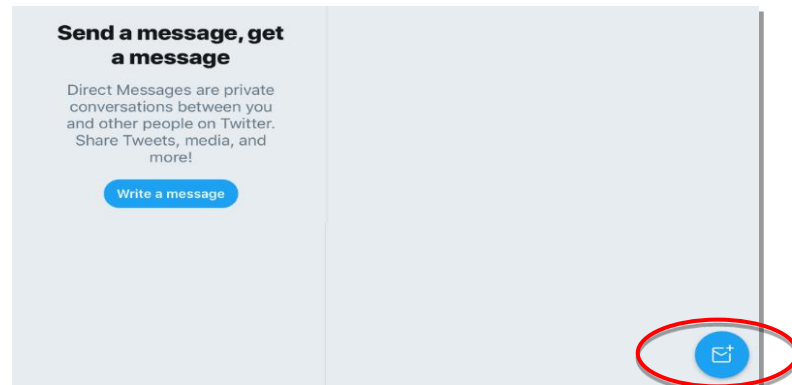 Send a message, get
a message
Direct Messages are private
conversations between you
and other people on Twitter.
Share Tweets, media, and
more!
Write a message